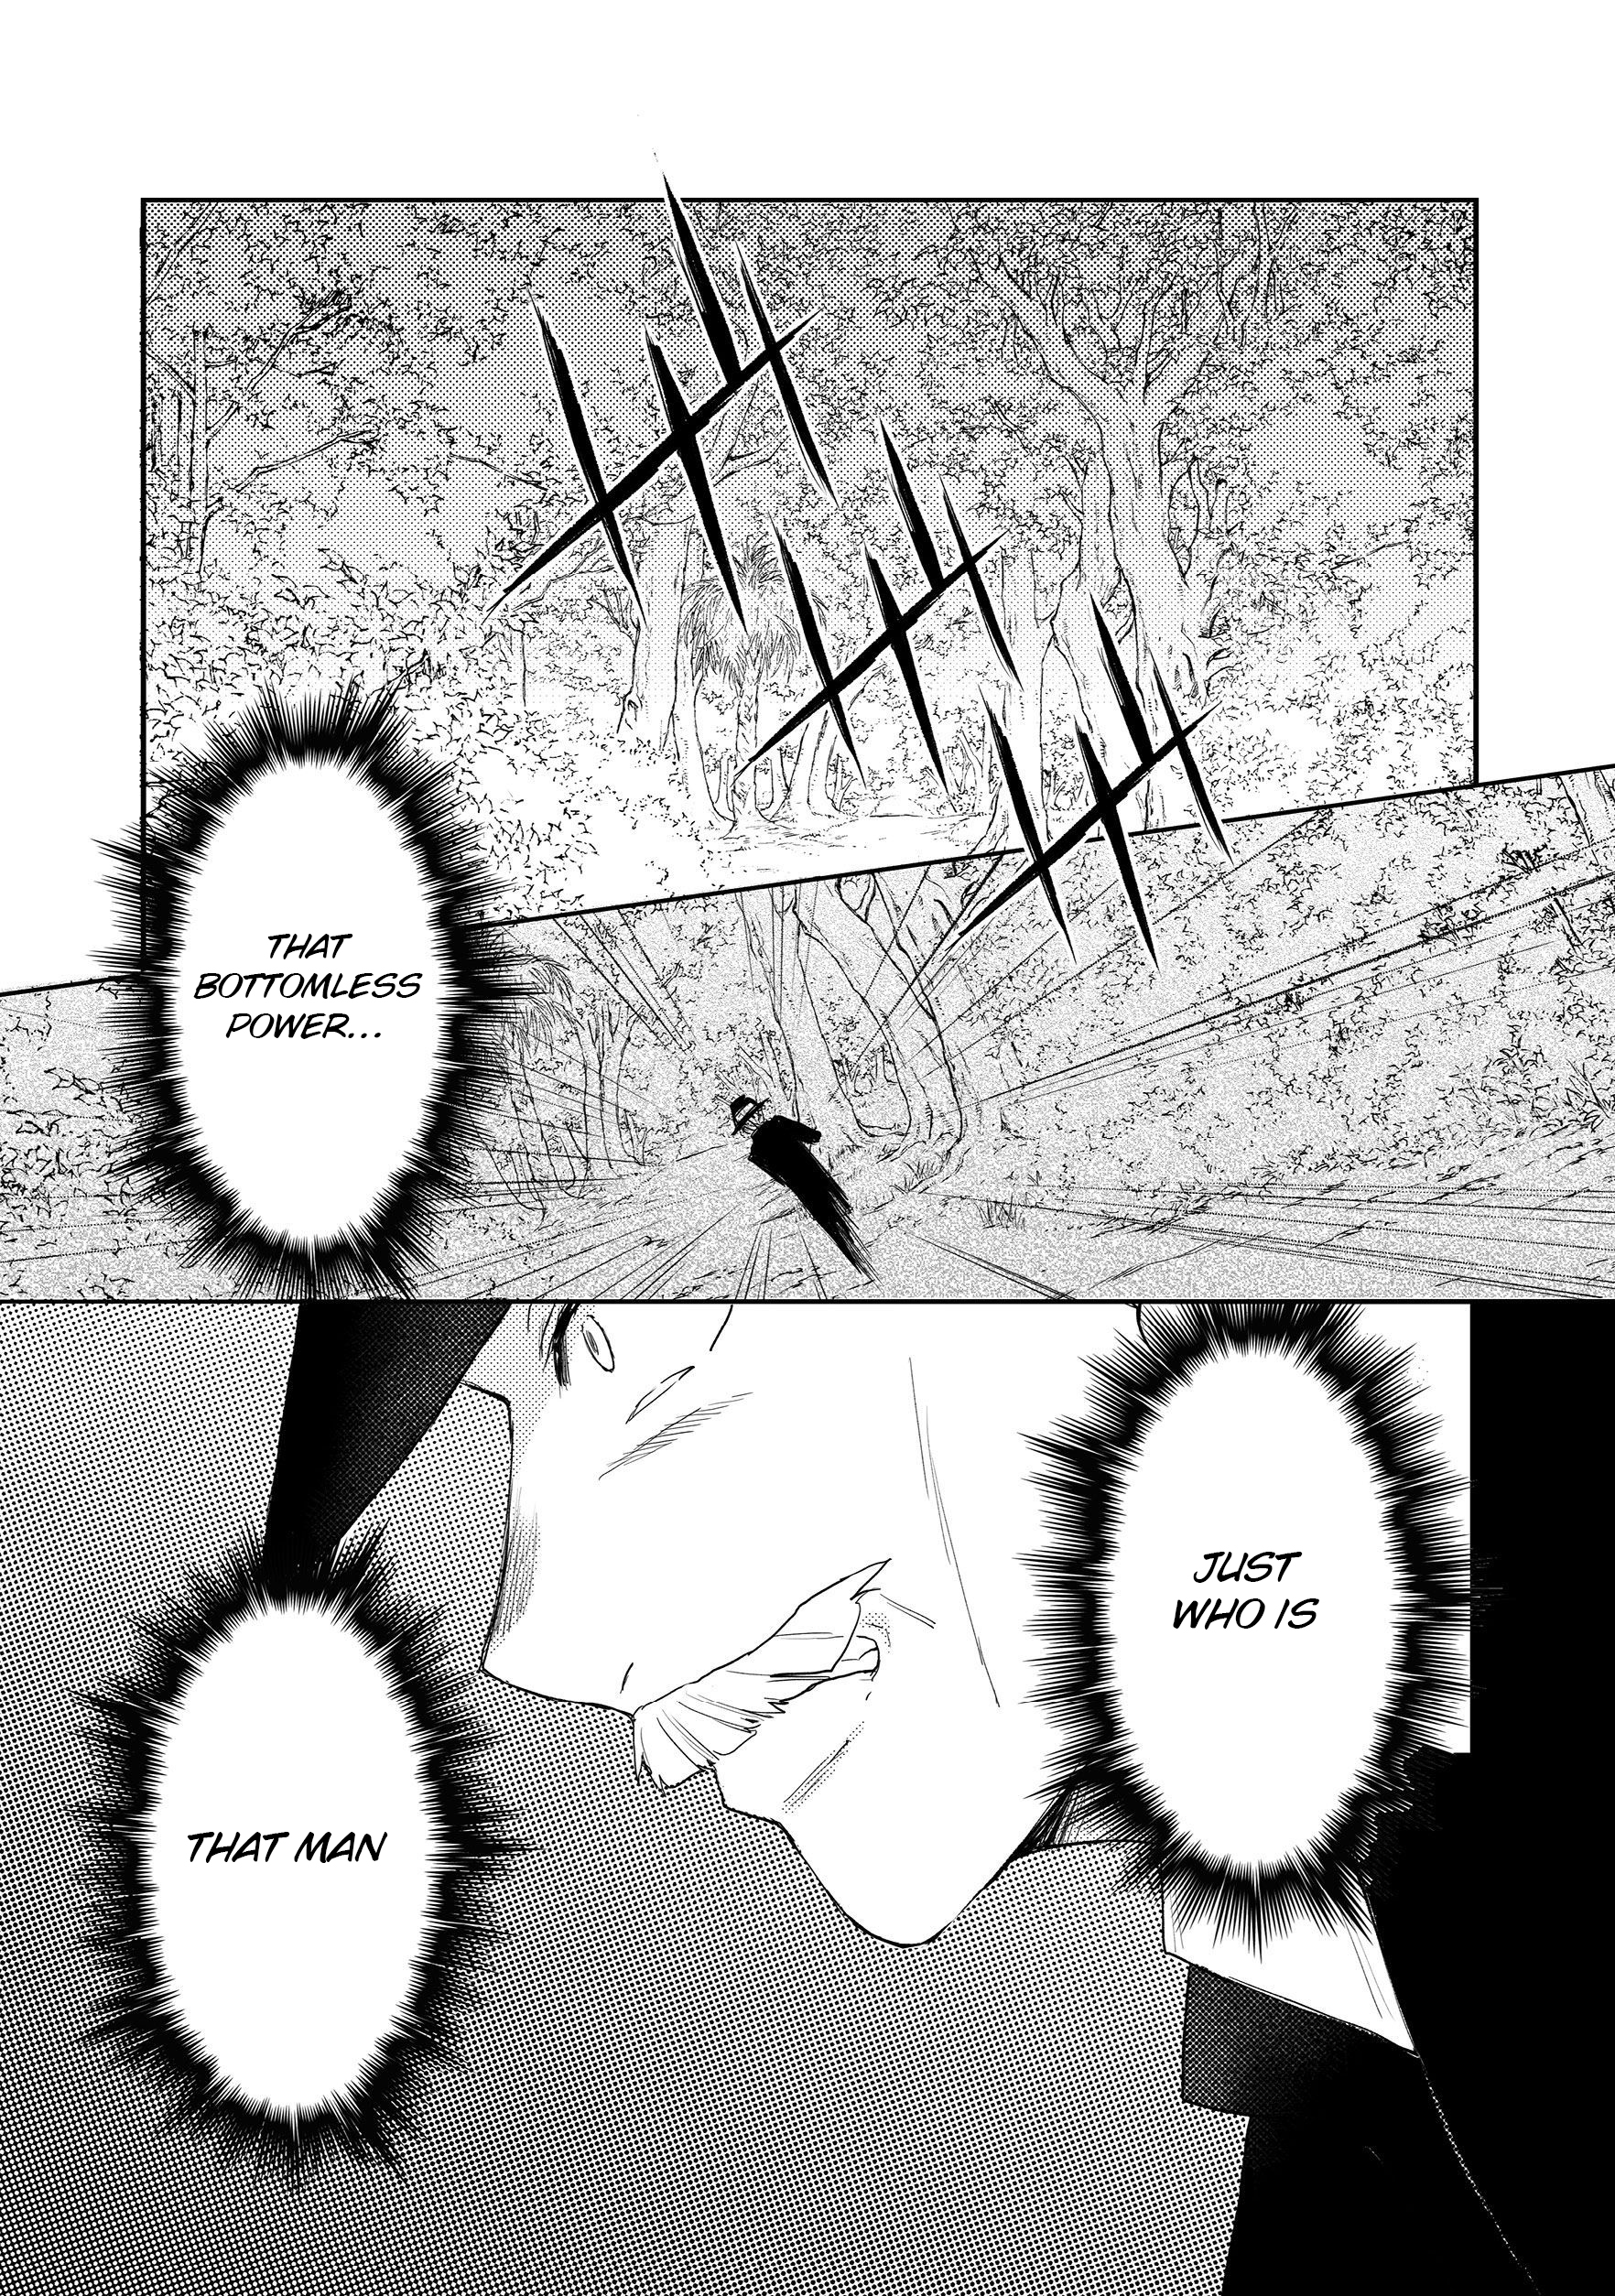 THAT
BOTTOMLESS
POWER...
JUST
WHO IS
THAT MAN